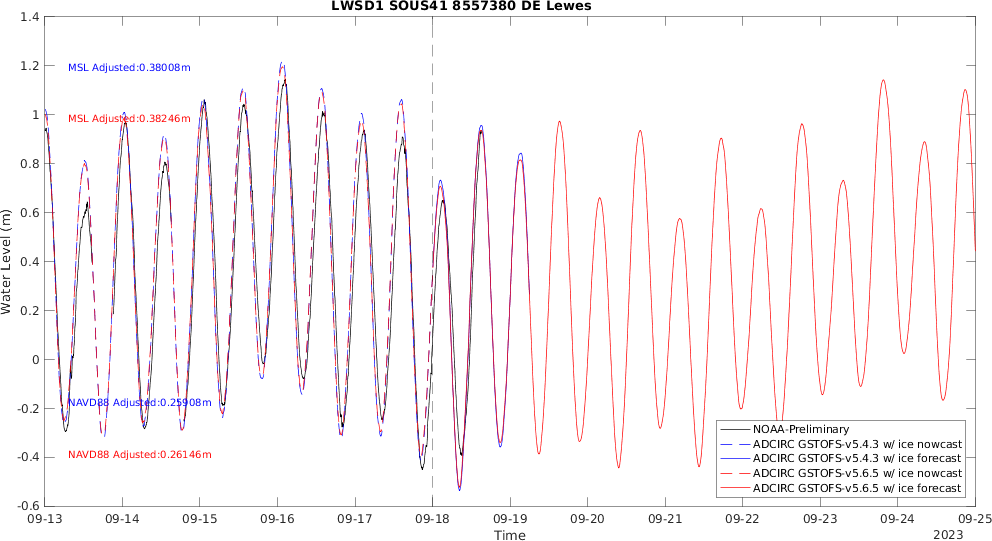 LWSD1 SOUS41 8557380 DE Lewes
1.4
1.2
1
0.8
0.6
0.4
0.2
0
-0.2
-0.4
-0.6
Water Level (m)
MSL Adjusted:0.38008m
MSL Adjusted:0.38246m
NAVD88 Adjusted:0.25908m
NAVD88 Adjusted:0.26146m
NOAA-Preliminary
ADCIRC GSTOFS-v5.4.3 w/ ice nowcast
ADCIRC GSTOFS-v5.4.3 w/ ice forecast
ADCIRC GSTOFS-v5.6.5 w/ ice nowcast
ADCIRC GSTOFS-v5.6.5 w/ ice forecast
09-13 09-14 09-15 09-16 09-17 09-18 09-19 09-20 09-21 09-22 09-23 09-24 09-25
Time
2023